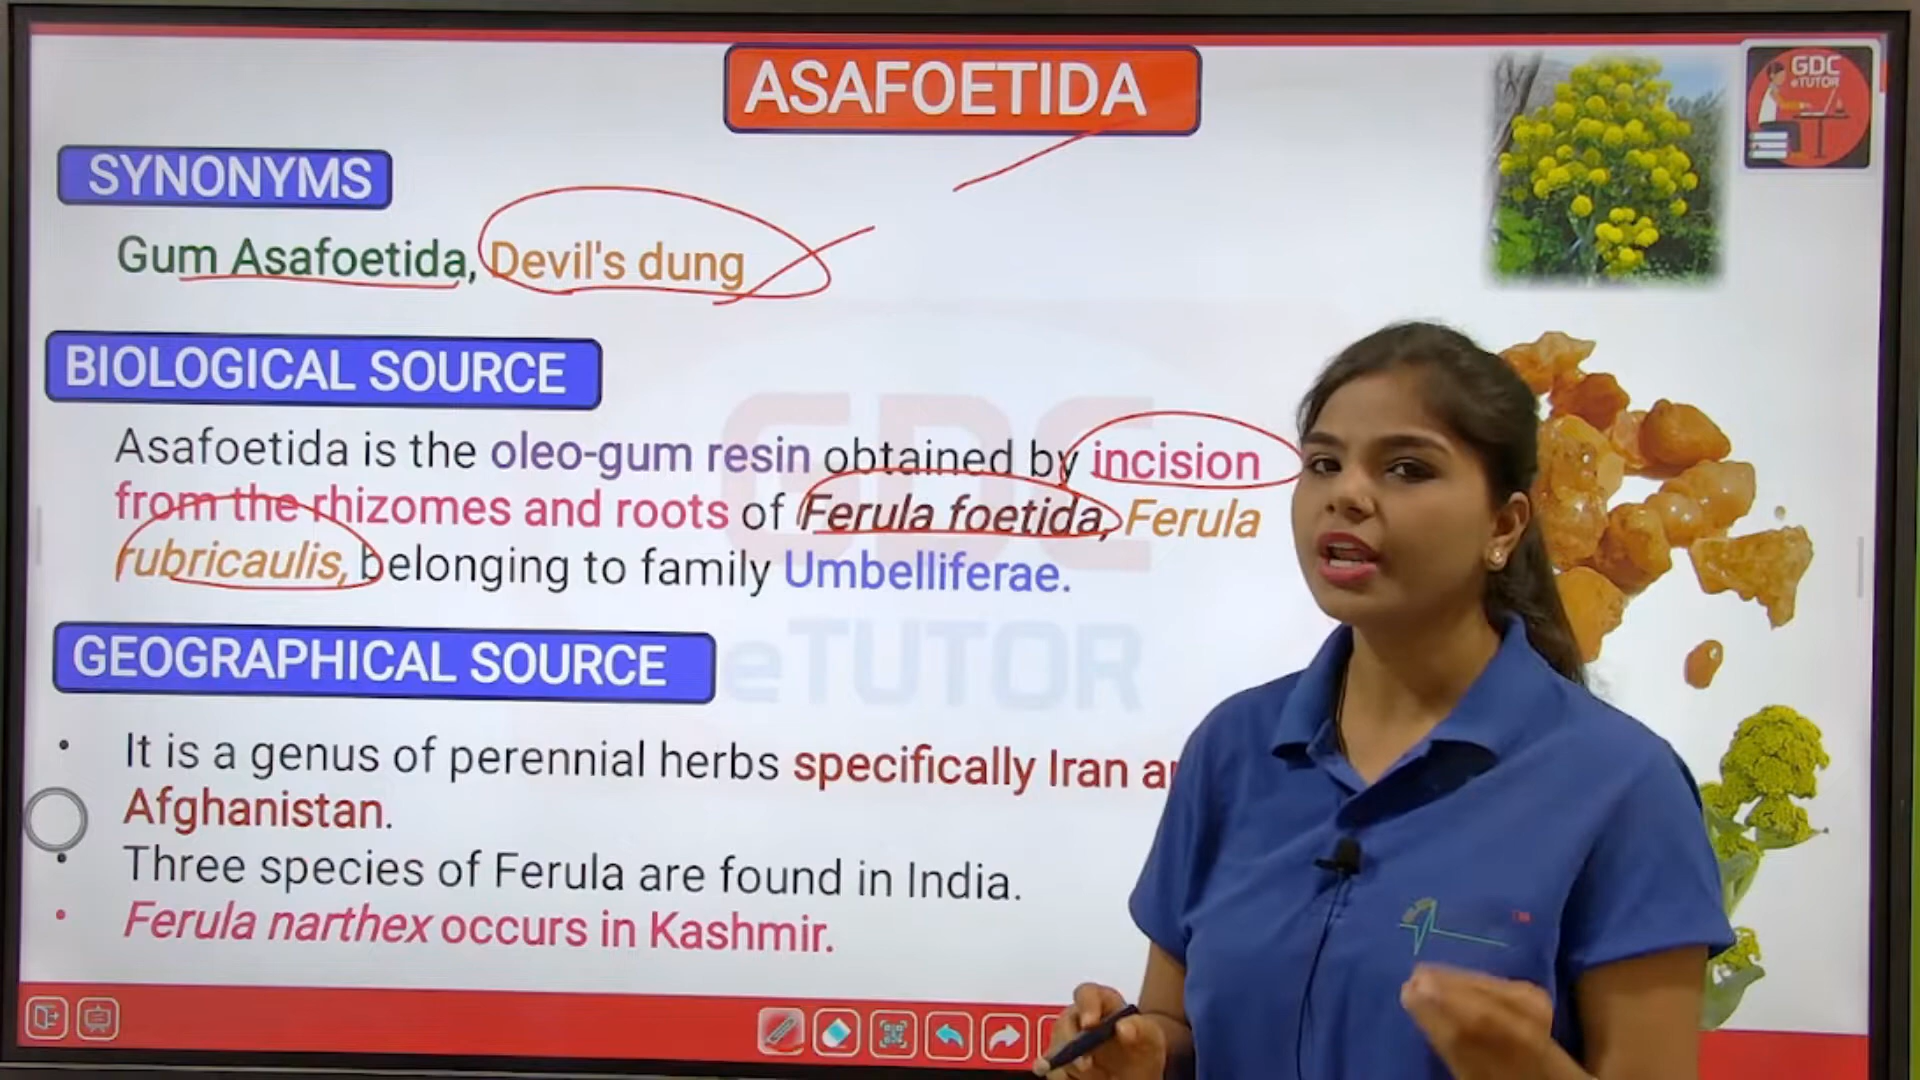 ASAFOETIDA
GDC
eTUTOR
SYNONYMS
Gum Asafoetida, Devil's dung
BIOLOGICAL SOURCE
Asafoetida is the oleo-gum resin obtained by incision
from the rhizomes and roots of Ferula foetida, Ferula
rubricaulis, belonging to family Umbelliferae.
GDC
eTUTOR
GEOGRAPHICAL SOURCE
• It is a genus of perennial herbs specifically Iran
Afghanistan.
• Three species of Ferula are found in India.
• Ferula narthex occurs in Kashmir.